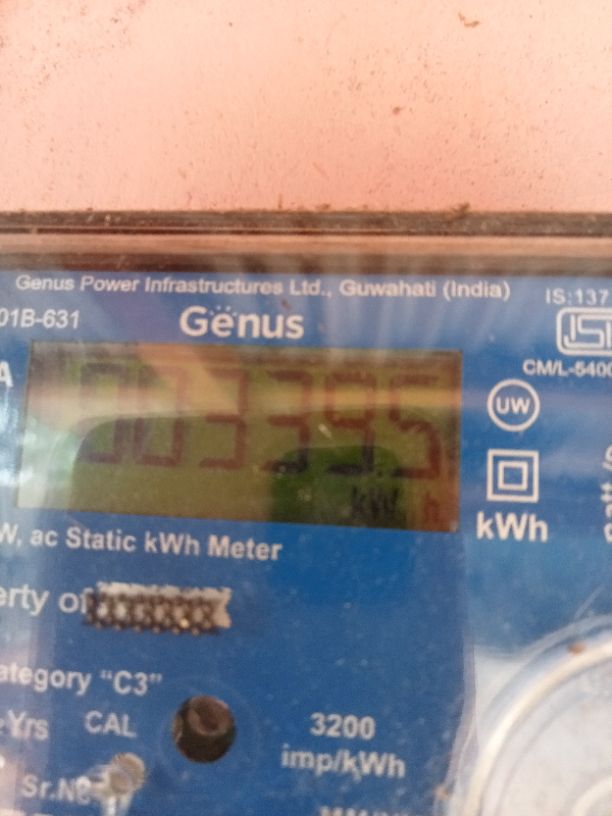 Genus Power Infrastructures Ltd., Guwahati (India)
IS:137
01B-631
Genus
CM/L-5400
A
003395
UW
kW h
kWh
W, ac Static kWh Meter
erty of
ategory "C3"
Yrs CAL
3200
imp/kWh
Sr.No